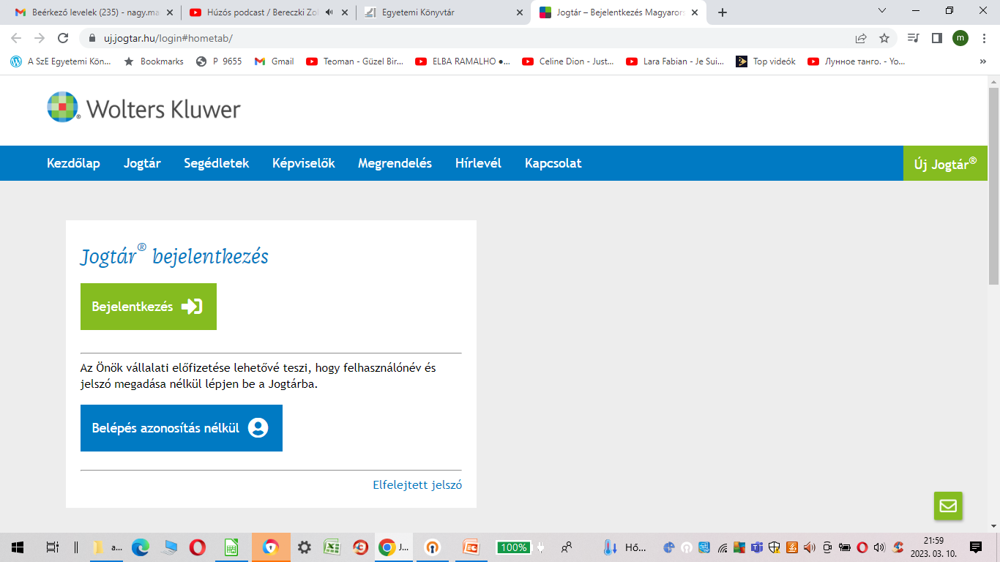 Beérkező levelek (235) - nagy.ma
Húzós podcast / Bereczki Zol
Egyetemi Könyvtár
Jogtár – Bejelentkezés Magyarors
uj.jogtar.hu/login#hometab/
m
A SzE Egyetemi Kön...
Bookmarks
P 9655
Gmail
Teoman - Güzel Bir...
ELBA RAMALHO ●...
Celine Dion - Just...
Lara Fabian - Je Sui...
Top videók
Лунное танго. - Yo...
»
Wolters Kluwer
Kezdőlap Jogtár Segédletek Képviselők Megrendelés Hírlevél Kapcsolat
Új Jogtár®
Jogtár® bejelentkezés
Bejelentkezés
Az Önök vállalati előfizetése lehetővé teszi, hogy felhasználónév és
jelszó megadása nélkül lépjen be a Jogtárba.
Belépés azonosítás nélkül
Elfelejtett jelszó
a...
J...
100%
Hő...
21:59
2023. 03. 10.